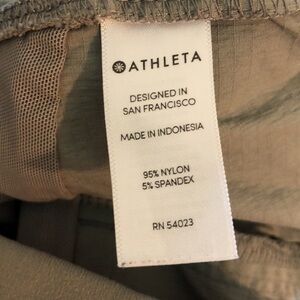 ATHLETA
DESIGNED IN
SAN FRANCISCO
MADE IN INDONESIA
95% NYLON
5% SPANDEX
RN 54023